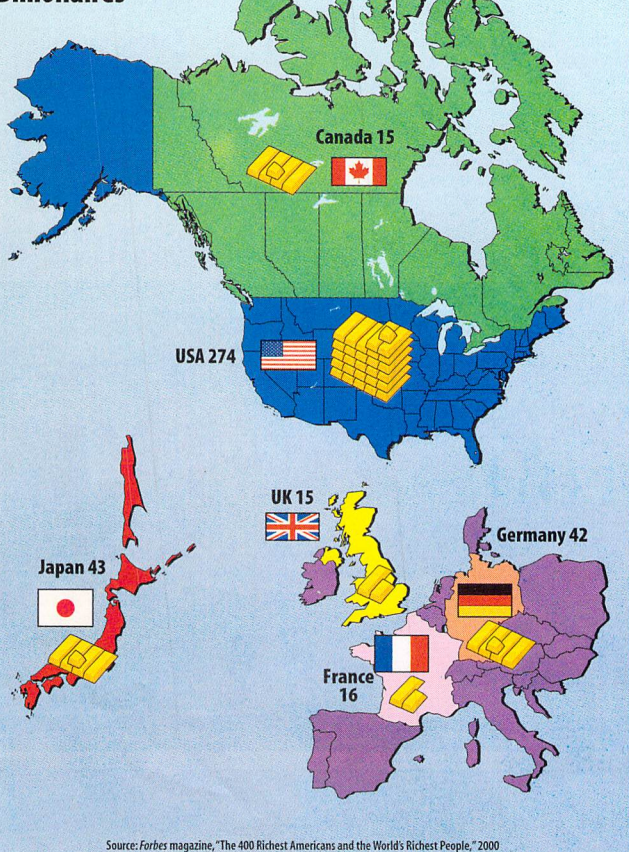 Canada 15
USA 274
UK 15
Germany 42
Japan 43
France
16
Source: Forbes magazine, "The 400 Richest Americans and the World's Richest People," 2000